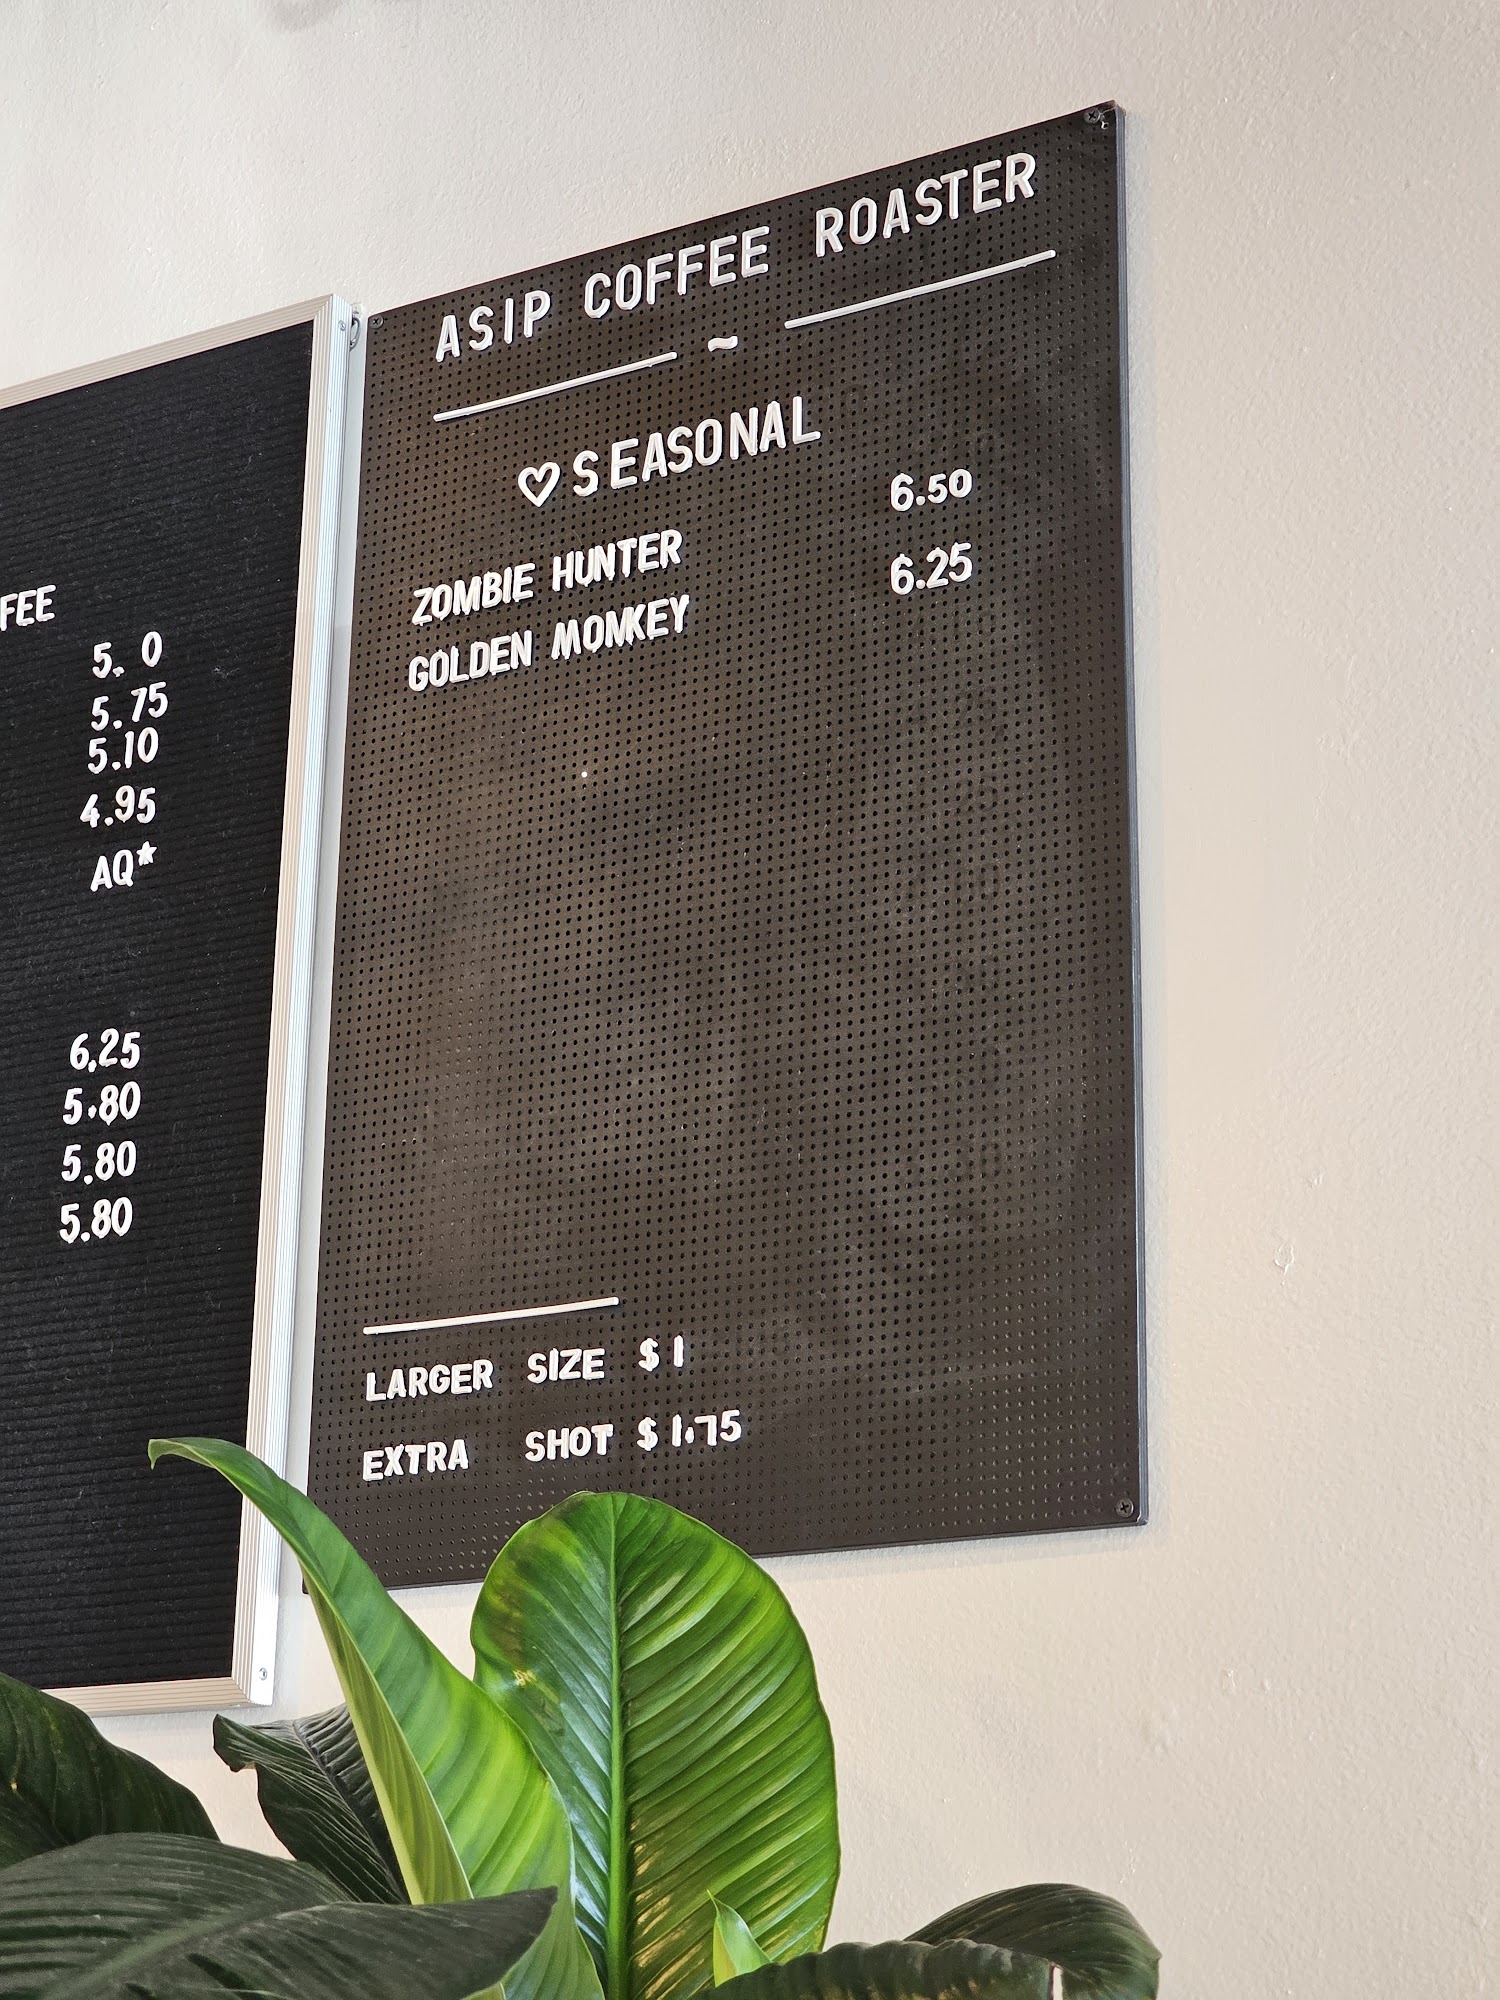 FEE
5. 0
5.75
5.10
4.95
AQ*
6.25
5.80
5.80
5.80
ASIP COFFEE ROASTER
~
♡ SEASONAL
ZOMBIE HUNTER 6.50
GOLDEN MONKEY 6.25
LARGER SIZE $1
EXTRA SHOT $1.75